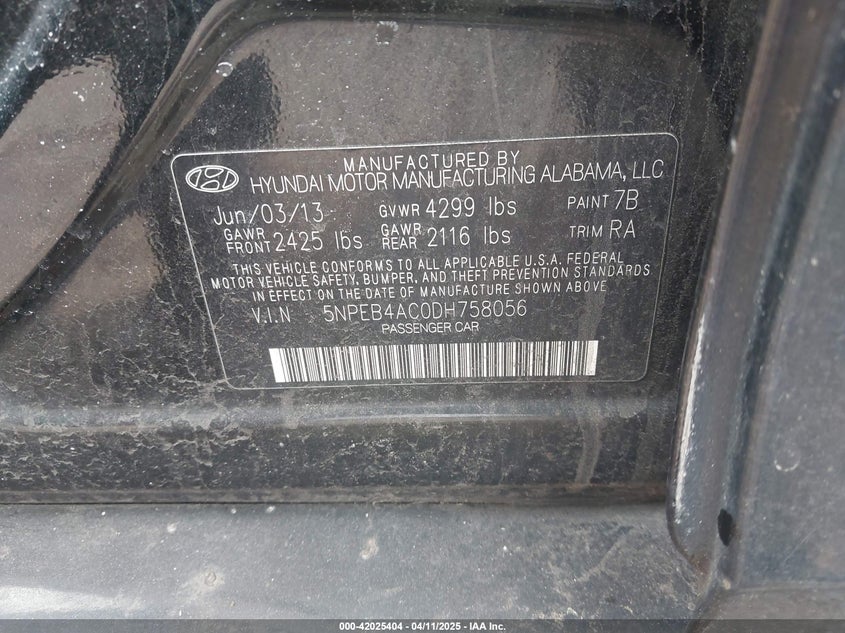 MANUFACTURED BY
HYUNDAI MOTOR MANUFACTURING ALABAMA, LLC
Jun/03/13 GVWR 4299 lbs PAINT 7B
GAWR FRONT 2425 lbs GAWR REAR 2116 lbs TRIM RA
THIS VEHICLE CONFORMS TO ALL APPLICABLE U.S.A. FEDERAL
MOTOR VEHICLE SAFETY, BUMPER, AND THEFT PREVENTION STANDARDS
IN EFFECT ON THE DATE OF MANUFACTURE SHOWN ABOVE
V.I.N 5NPEB4AC0DH758056
PASSENGER CAR
000-42025404 - 04/11/2025 - IAA Inc.